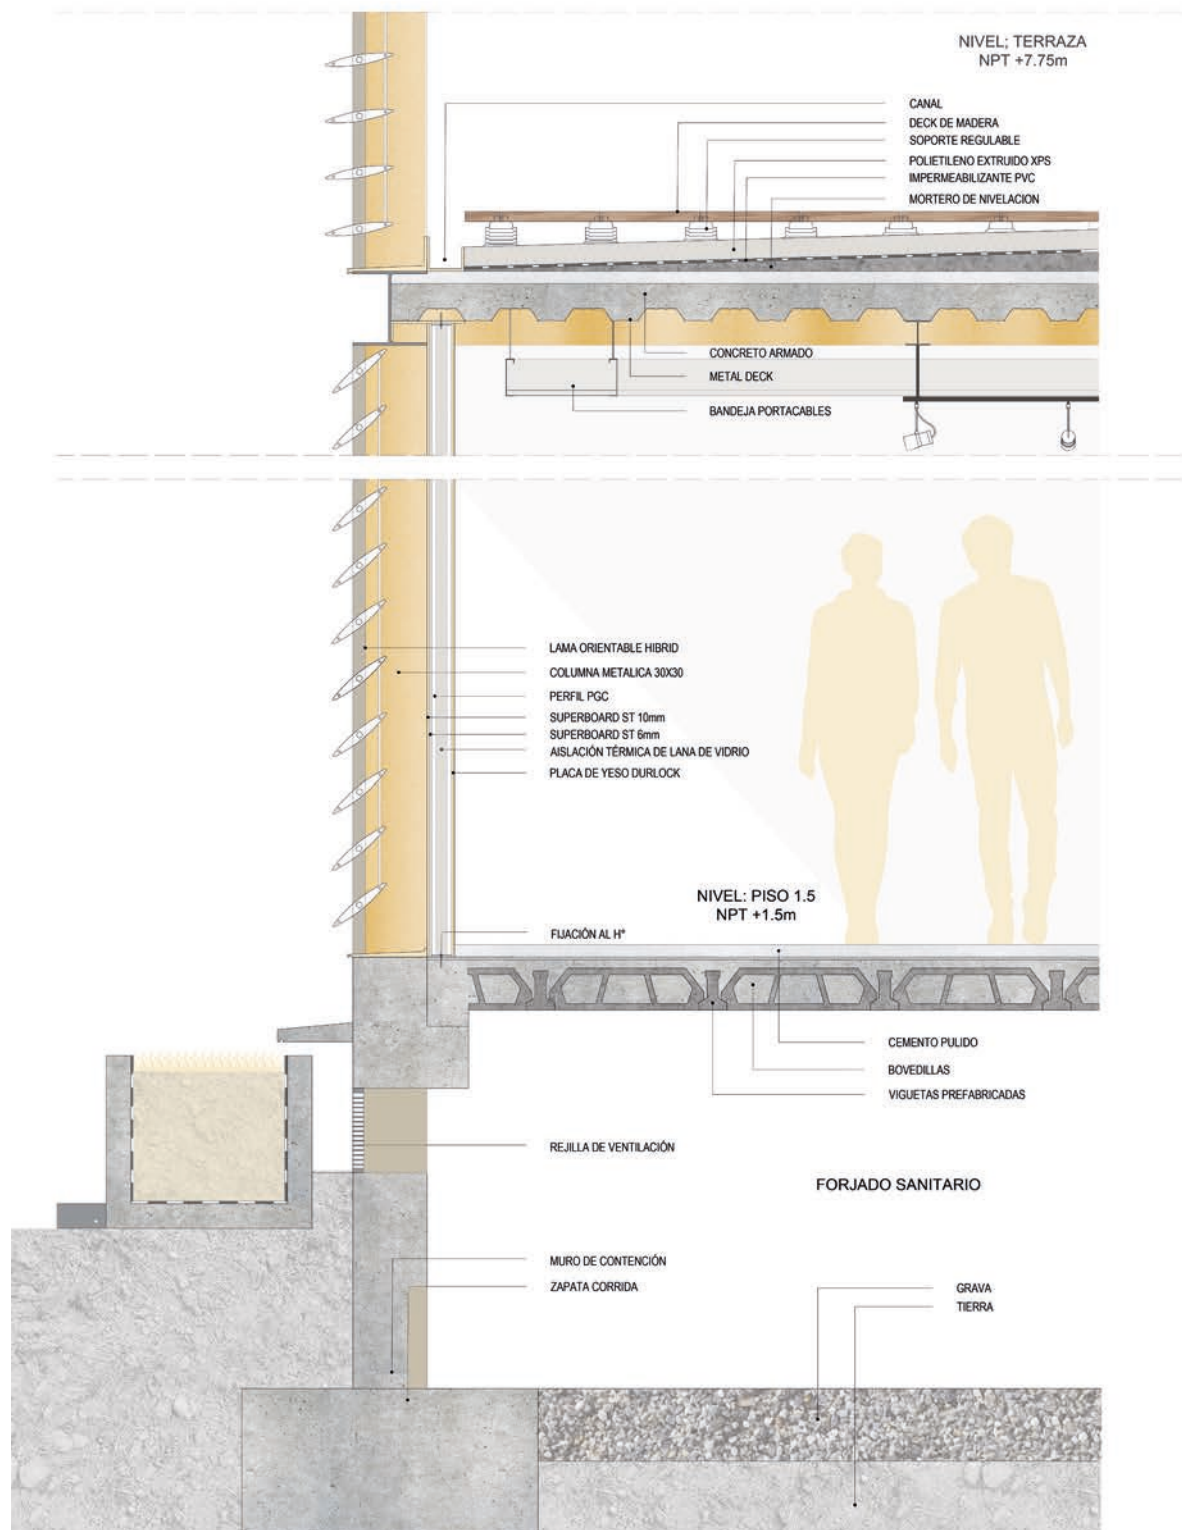 NIVEL; TERRAZA
NPT +7.75m
CANAL
DECK DE MADERA
SOPORTE REGULABLE
POLIETILENO EXTRUIDO XPS
IMPERMEABILIZANTE PVC
MORTERO DE NIVELACION
CONCRETO ARMADO
METAL DECK
BANDEJA PORTACABLES
LAMA ORIENTABLE HIBRID
COLUMNA METALICA 30X30
PERFIL PGC
SUPERBOARD ST 10mm
SUPERBOARD ST 6mm
AISLACIÓN TÉRMICA DE LANA DE VIDRIO
PLACA DE YESO DURLOCK
NIVEL: PISO 1.5
NPT +1.5m
FIJACIÓN AL H°
CEMENTO PULIDO
BOVEDILLAS
VIGUETAS PREFABRICADAS
REJILLA DE VENTILACIÓN
FORJADO SANITARIO
MURO DE CONTENCIÓN
ZAPATA CORRIDA
GRAVA
TIERRA